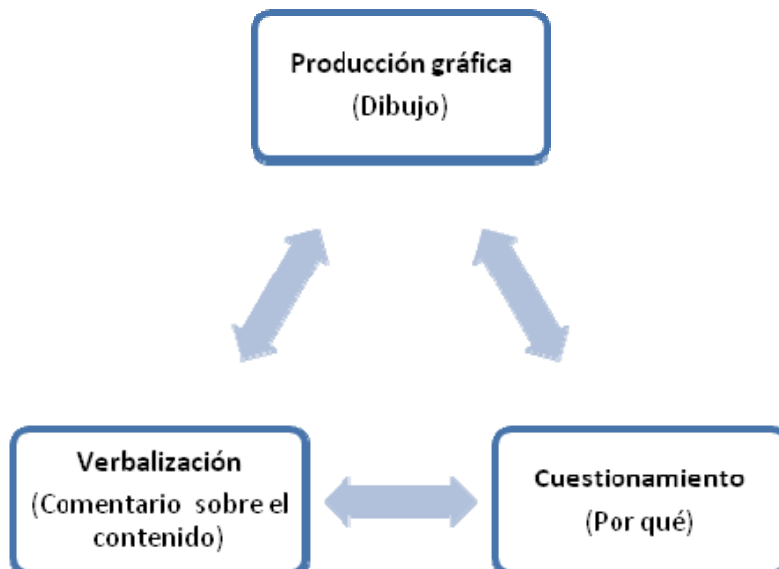 Producción gráfica
(Dibujo)
Verbalización
(Comentario sobre el
contenido)
Cuestionamiento
(Por qué)